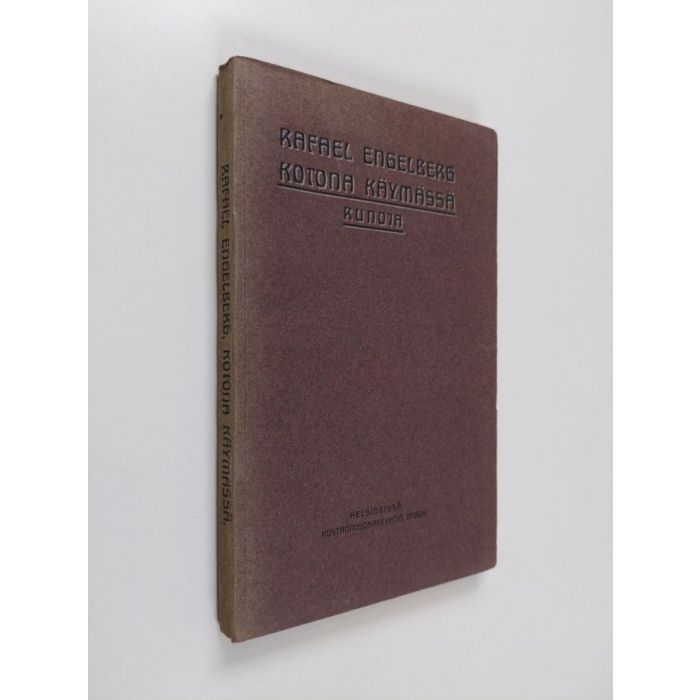 RAFAEL ENGELBERG
KOTONA KÄYMÄSSÄ
RUNOJA
HELSINGISSÄ
KUSTANNUSOSAKEYHTIÖ OTAVA
RAFAEL ENGELBERG, KOTONA KÄYMÄSSÄ.